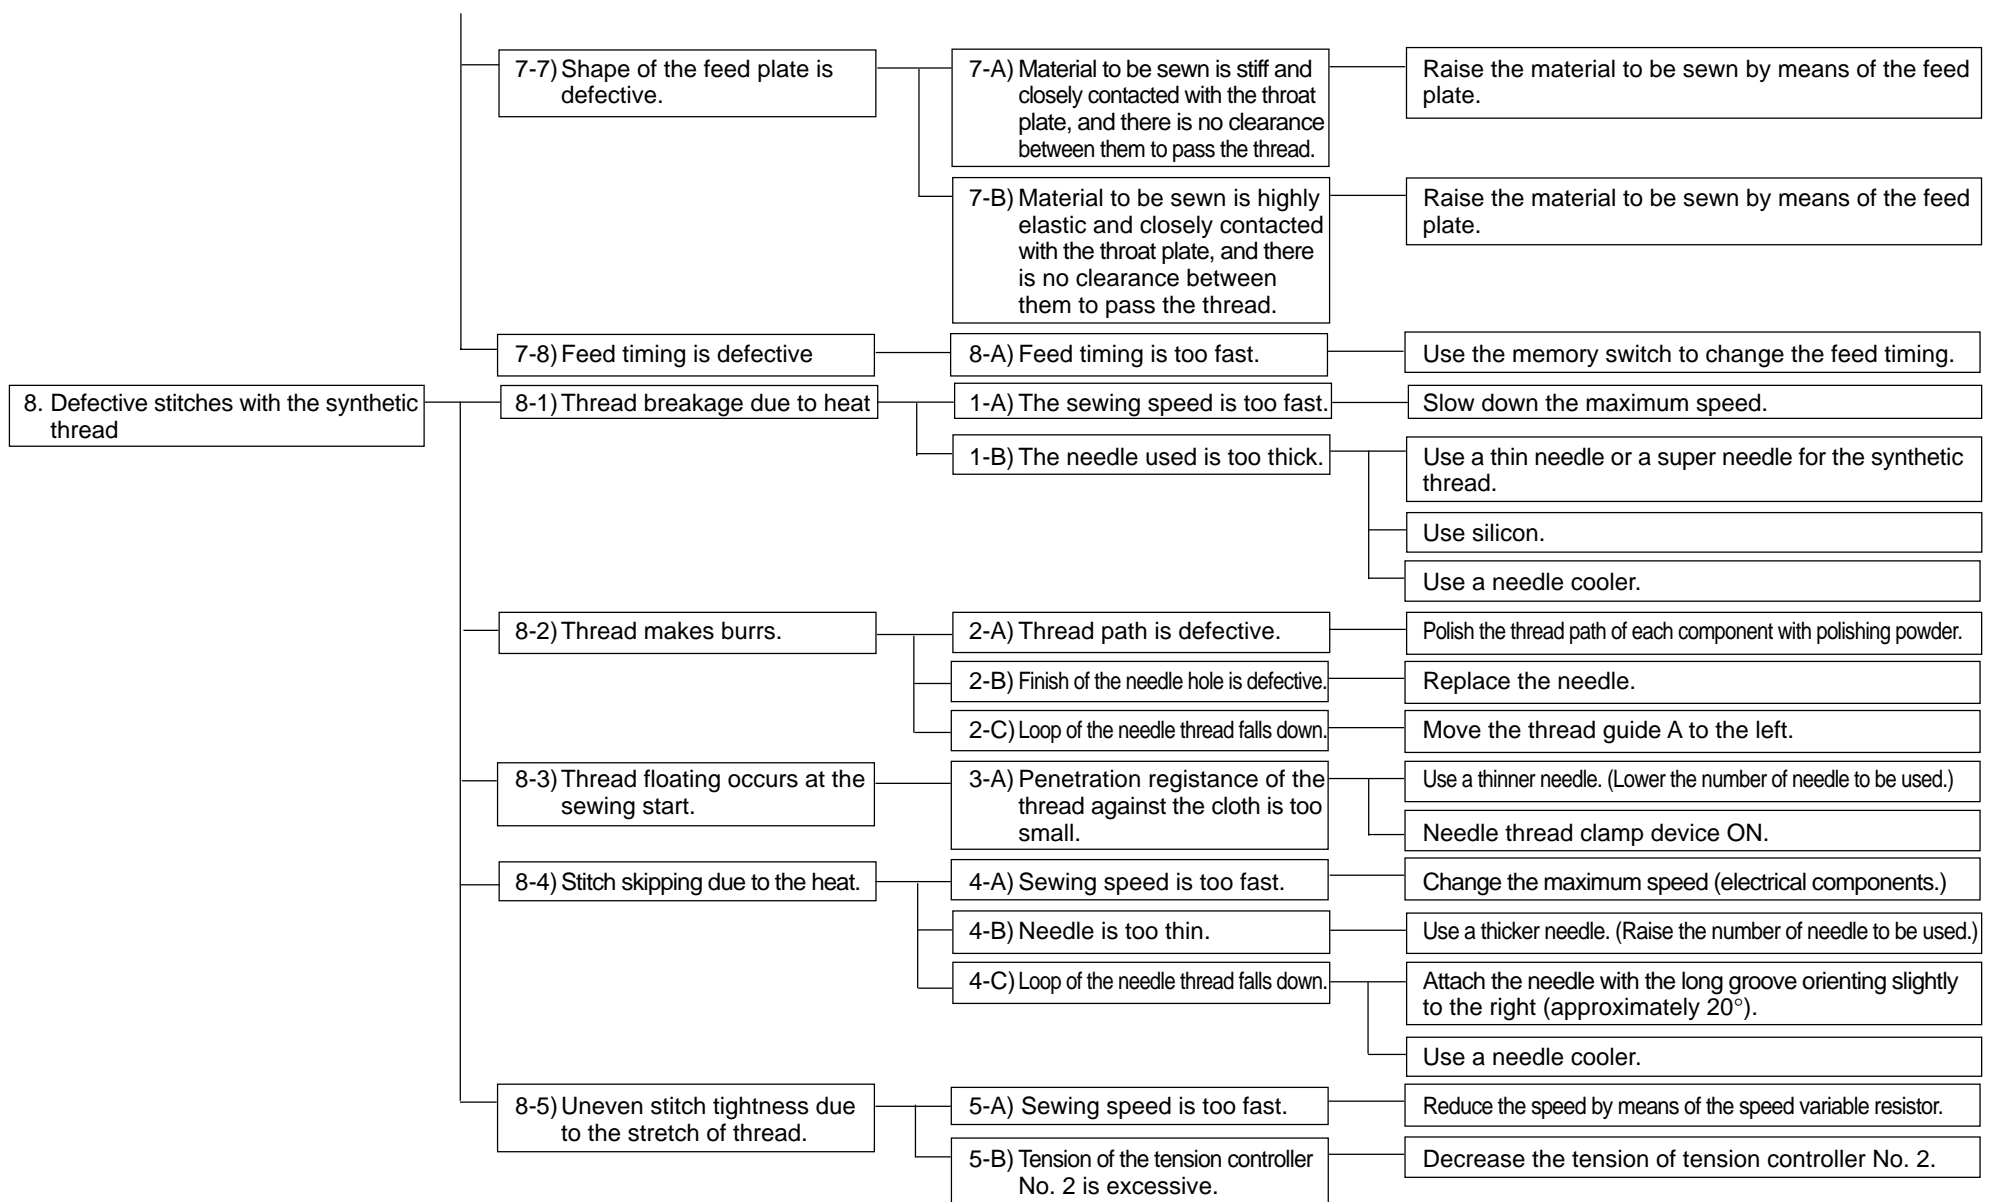 7-7) Shape of the feed plate is
defective.
7-A) Material to be sewn is stiff and
closely contacted with the throat
plate, and there is no clearance
between them to pass the thread.
Raise the material to be sewn by means of the feed
plate.
7-B) Material to be sewn is highly
elastic and closely contacted
with the throat plate, and there
is no clearance between
them to pass the thread.
Raise the material to be sewn by means of the feed
plate.
7-8) Feed timing is defective
8-A) Feed timing is too fast.
Use the memory switch to change the feed timing.
8. Defective stitches with the synthetic
thread
8-1) Thread breakage due to heat
1-A) The sewing speed is too fast.
Slow down the maximum speed.
1-B) The needle used is too thick.
Use a thin needle or a super needle for the synthetic
thread.
Use silicon.
Use a needle cooler.
8-2) Thread makes burrs.
2-A) Thread path is defective.
Polish the thread path of each component with polishing powder.
2-B) Finish of the needle hole is defective.
Replace the needle.
2-C) Loop of the needle thread falls down.
Move the thread guide A to the left.
8-3) Thread floating occurs at the
sewing start.
3-A) Penetration registance of the
thread against the cloth is too
small.
Use a thinner needle. (Lower the number of needle to be used.)
Needle thread clamp device ON.
8-4) Stitch skipping due to the heat.
4-A) Sewing speed is too fast.
Change the maximum speed (electrical components.)
4-B) Needle is too thin.
Use a thicker needle. (Raise the number of needle to be used.)
4-C) Loop of the needle thread falls down.
Attach the needle with the long groove orienting slightly
to the right (approximately 20°).
Use a needle cooler.
8-5) Uneven stitch tightness due
to the stretch of thread.
5-A) Sewing speed is too fast.
Reduce the speed by means of the speed variable resistor.
5-B) Tension of the tension controller
No. 2 is excessive.
Decrease the tension of tension controller No. 2.